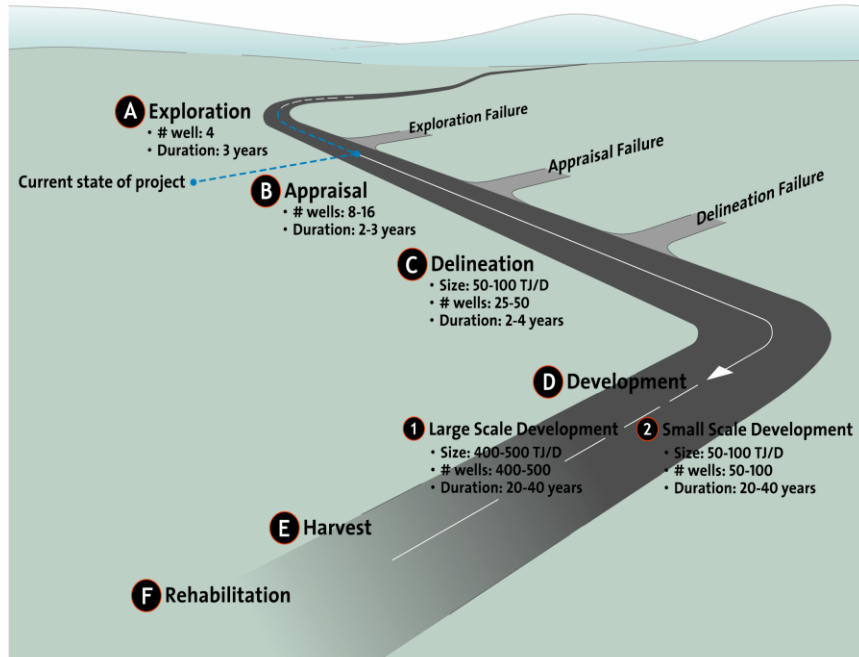 A Exploration
• # well: 4
• Duration: 3 years
Exploration Failure
Current state of project
B Appraisal
• # wells: 8-16
• Duration: 2-3 years
Appraisal Failure
Delineation Failure
C Delineation
• Size: 50-100 TJ/D
• # wells: 25-50
• Duration: 2-4 years
D Development
1 Large Scale Development
• Size: 400-500 TJ/D
• # wells: 400-500
• Duration: 20-40 years
2 Small Scale Development
• Size: 50-100 TJ/D
• # wells: 50-100
• Duration: 20-40 years
E Harvest
F Rehabilitation